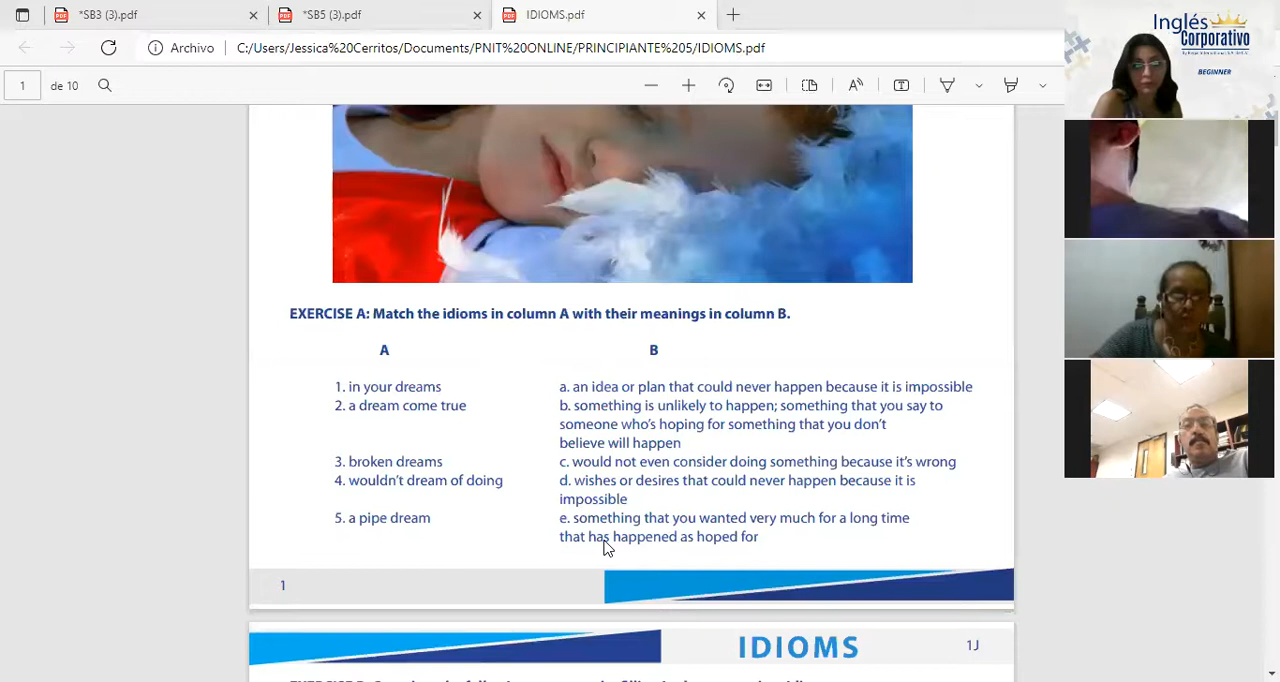 *SB3 (3).pdf
*SB5 (3).pdf
IDIOMS.pdf
Archivo
C:/Users/Jessica%20Cerritos/Documents/PNIT%20ONLINE/PRINCIPIANTE%205/IDIOMS.pdf
1 de 10
Inglés
Corporativo
BEGINNER
EXERCISE A: Match the idioms in column A with their meanings in column B.
A B
1. in your dreams a. an idea or plan that could never happen because it is impossible
2. a dream come true b. something is unlikely to happen; something that you say to
someone who's hoping for something that you don't
believe will happen
3. broken dreams c. would not even consider doing something because it's wrong
4. wouldn't dream of doing d. wishes or desires that could never happen because it is
impossible
5. a pipe dream e. something that you wanted very much for a long time
that has happened as hoped for
1
IDIOMS 1J